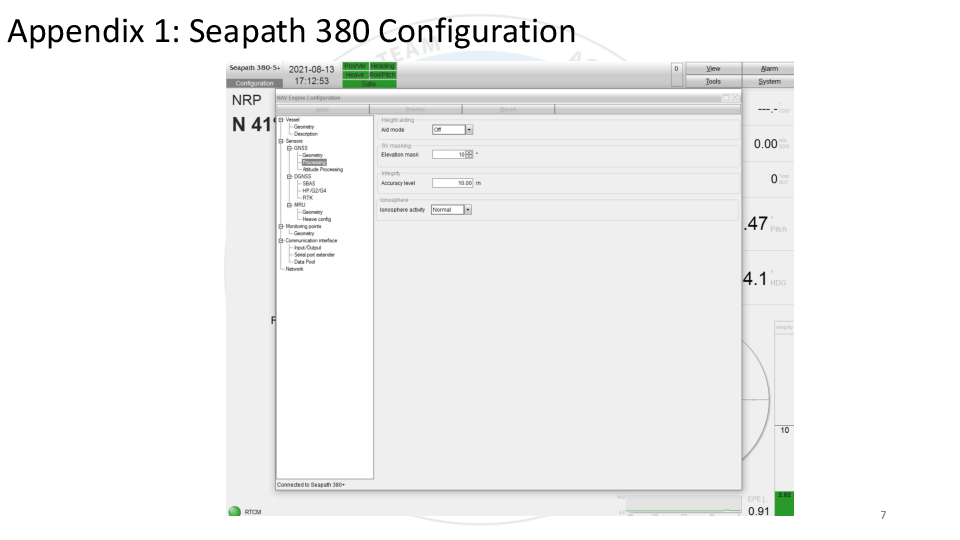 Appendix 1: Seapath 380 Configuration
TEAM
Seapath 380-5+
Configuration
2021-08-13
17:12:53
Pos/Vel Heading
Heave Roll/Pitch
Safe
0
View Alarm
Tools System
NRP
N 41°
NAV Engine Configuration
Vessel
Geometry
Description
Sensors
GNSS
Geometry
Processing
Attitude Processing
DGNSS
SBAS
HP/G2/G4
RTK
MRU
Geometry
Heave config
Monitoring points
Geometry
Communication interface
Input/Output
Serial port extender
Data Pool
Network
Height aiding
Aid mode Off
SV masking
Elevation mask 10 °
Integrity
Accuracy level 10.00 m
Ionosphere
Ionosphere activity Normal
Connected to Seapath 380+
---.-
0.00
0
.47 ° Pitch
4.1 ° HDG
Integrity
10
2.93
EPE [
0.91
RTCM
7